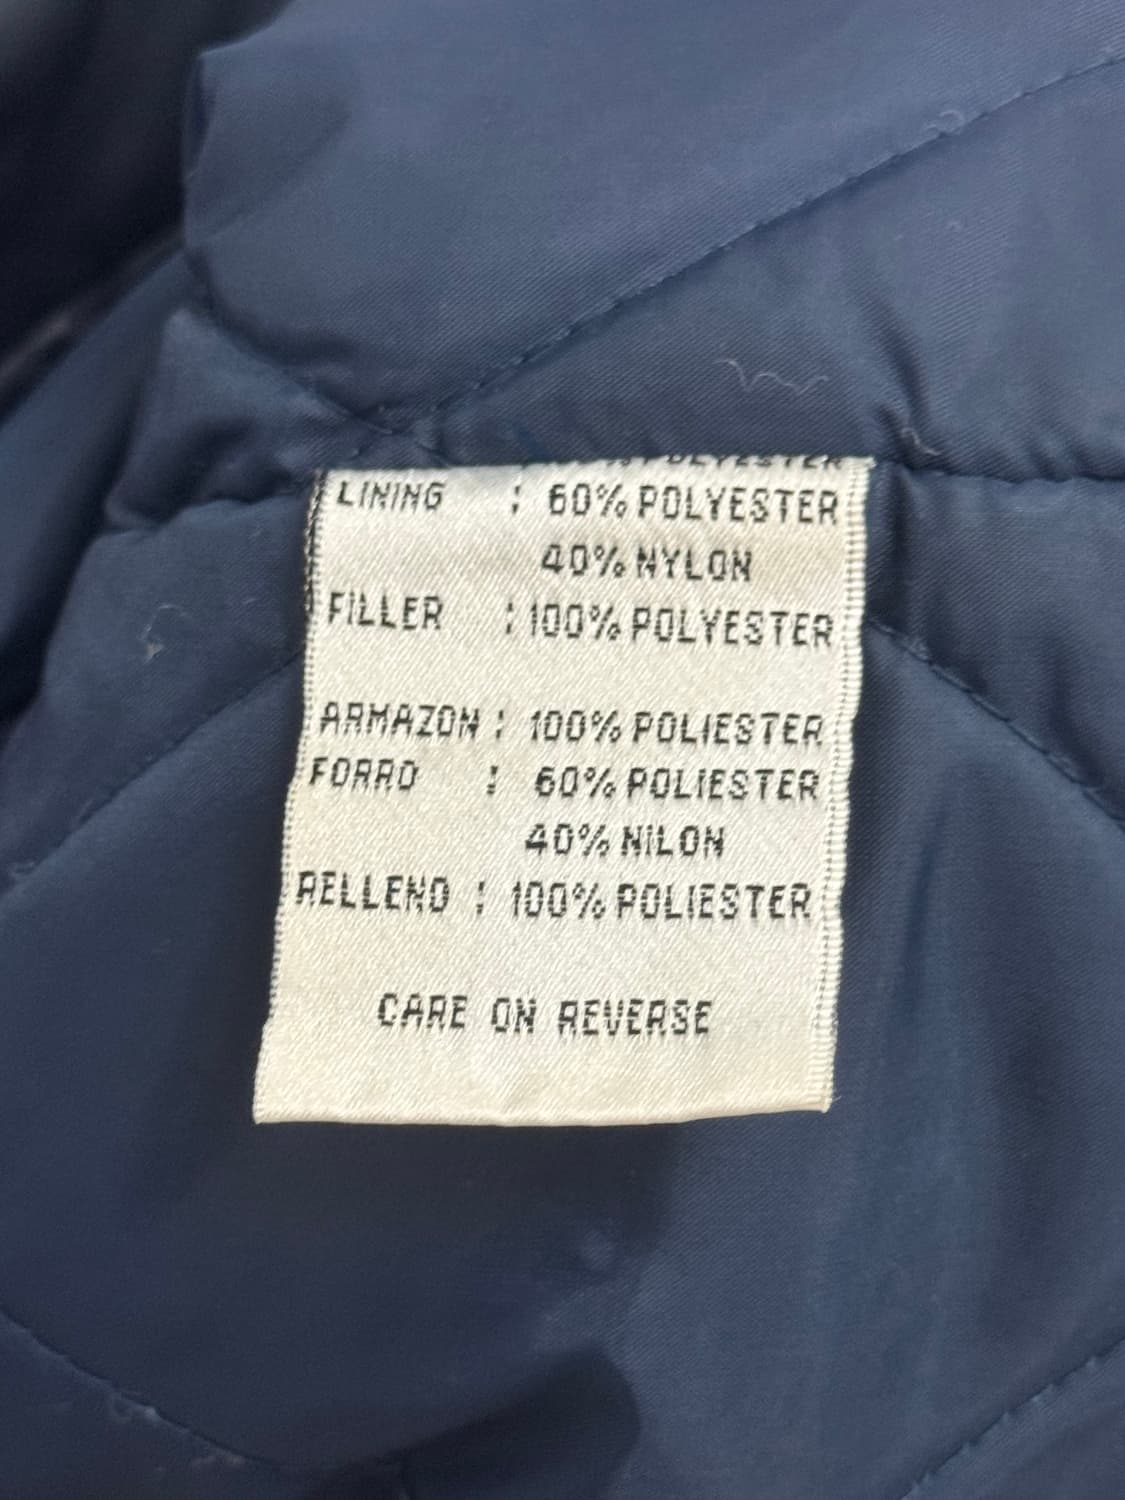 POLYESTER
LINING : 60% POLYESTER
40% NYLON
FILLER : 100% POLYESTER
ARMAZON : 100% POLIESTER
FORRO : 60% POLIESTER
40% NILON
RELLENO : 100% POLIESTER
CARE ON REVERSE